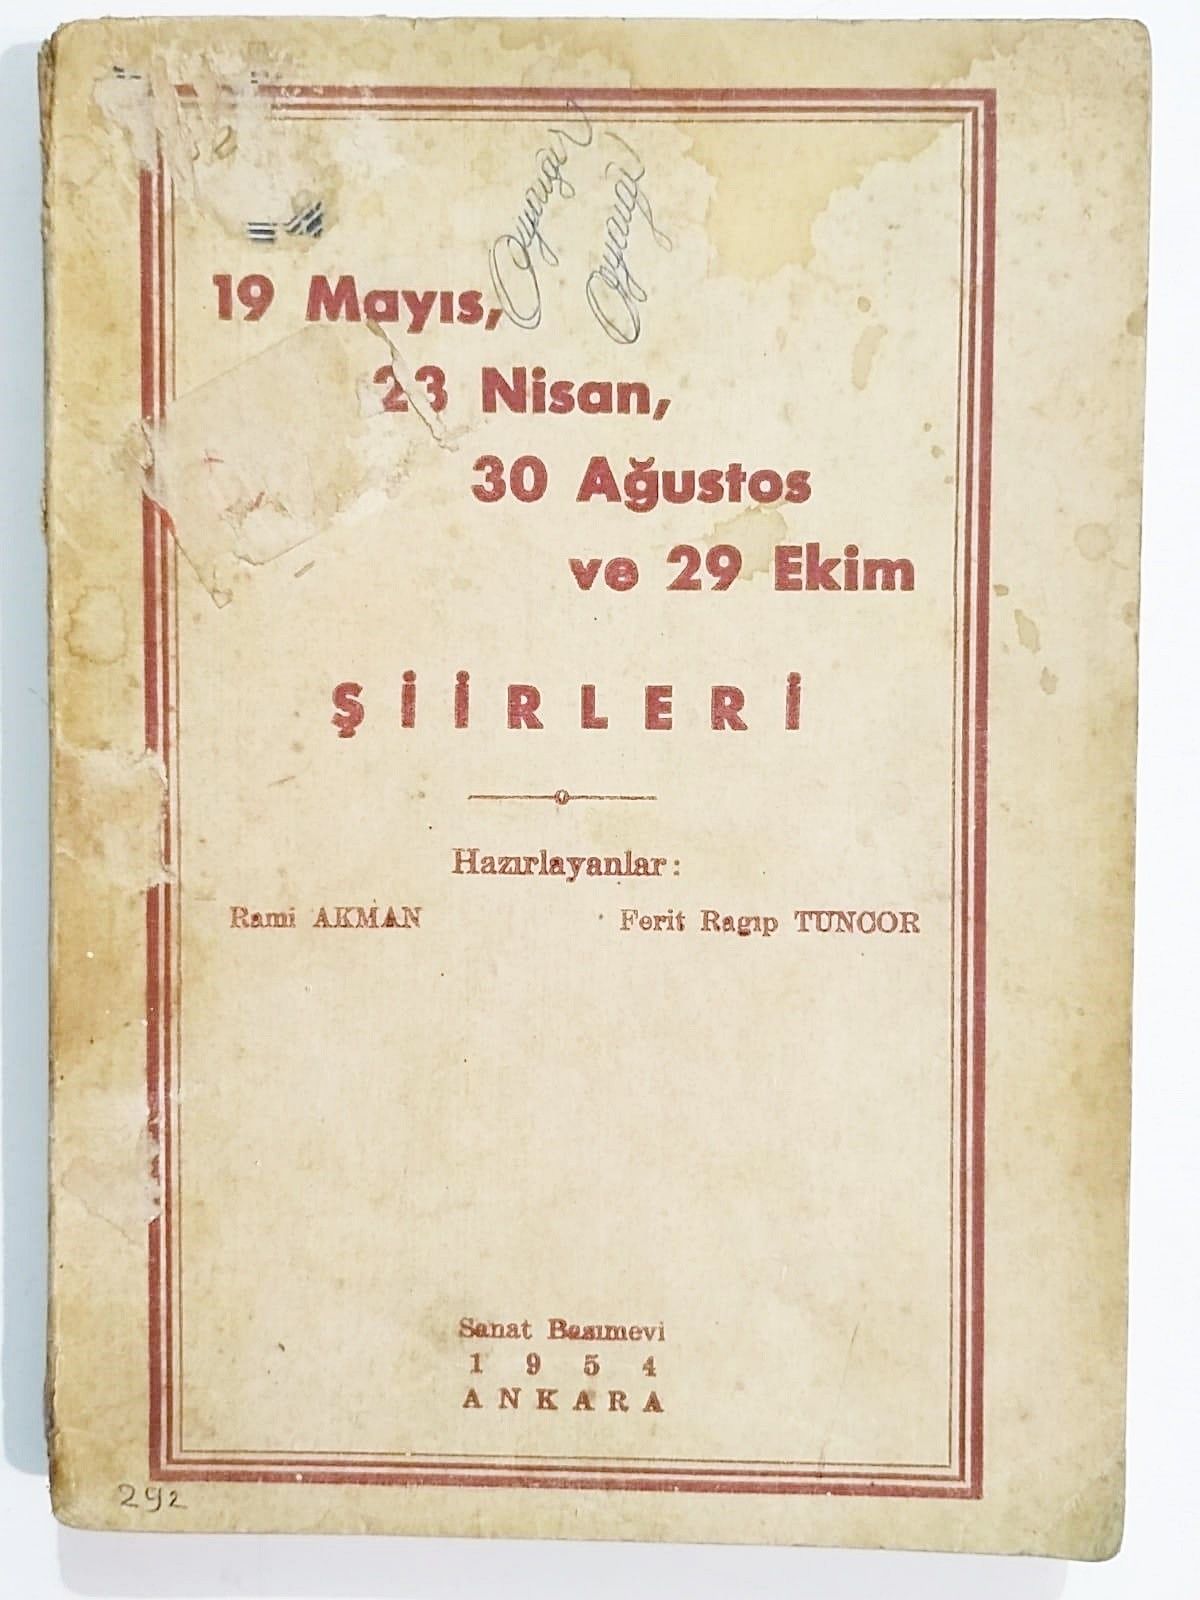 19 Mayıs,
23 Nisan,
30 Ağustos
ve 29 Ekim
ŞİİRLERİ
Hazırlayanlar:
Rami AKMAN Ferit Ragıp TUNCOR
Sanat Basımevi
1954
ANKARA
292